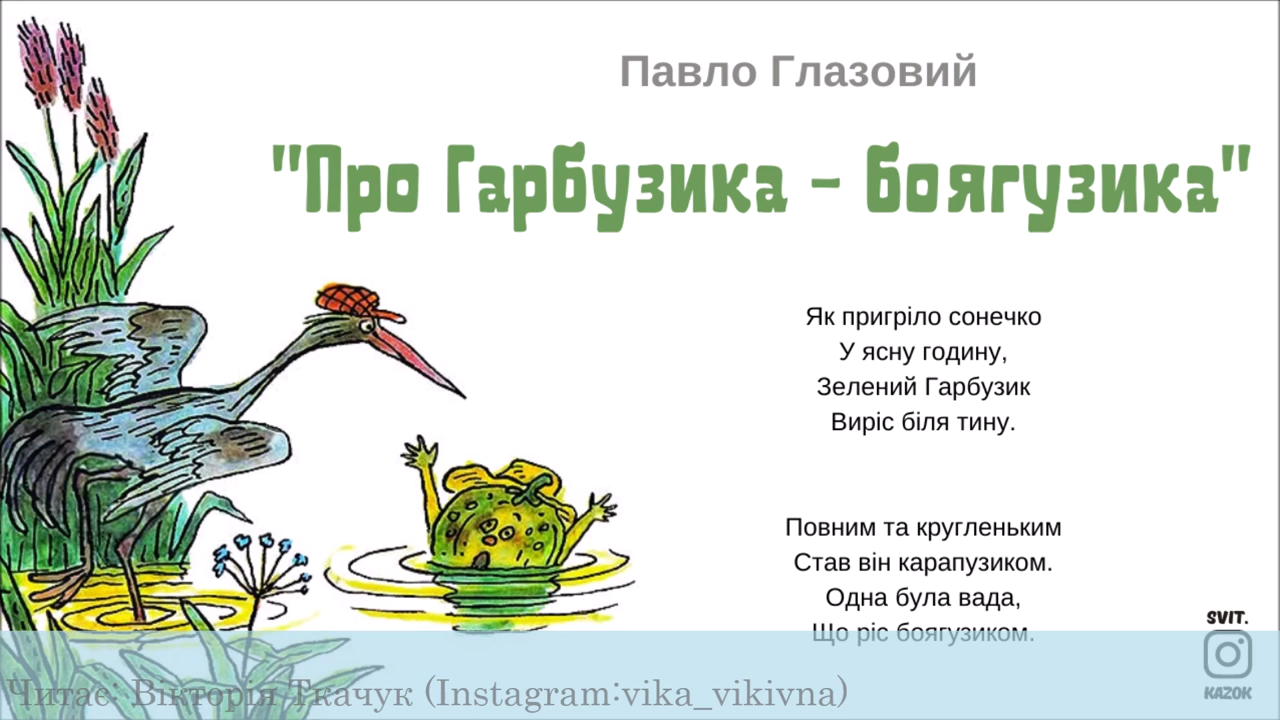 Павло Глазовий
"Про Гарбузика - боягузика"
Як пригріло сонечко
У ясну годину,
Зелений Гарбузик
Виріс біля тину.
Повним та кругленьким
Став він карапузиком.
Одна була вада,
Що ріс боягузиком.
SVIT.
KAZOK
Читає: Вікторія Ткачук (Instagram:vika_vikivna)